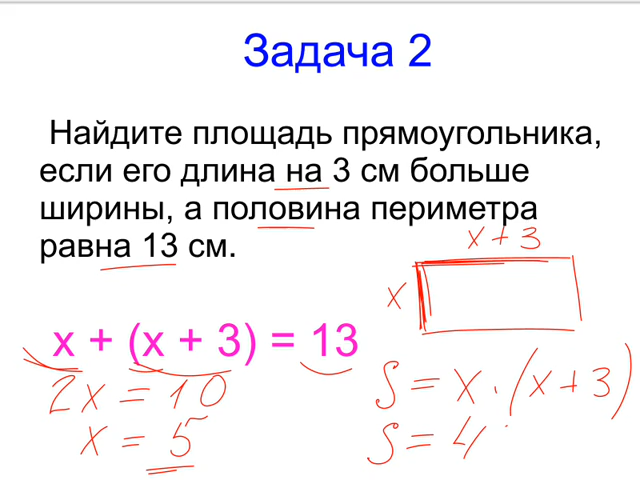 Задача 2
Найдите площадь прямоугольника,
если его длина на 3 см больше
ширины, а половина периметра
равна 13 см.
x + 3
x
x + (x + 3) = 13
2x = 10
x = 5
S = x · (x + 3)
S = 4